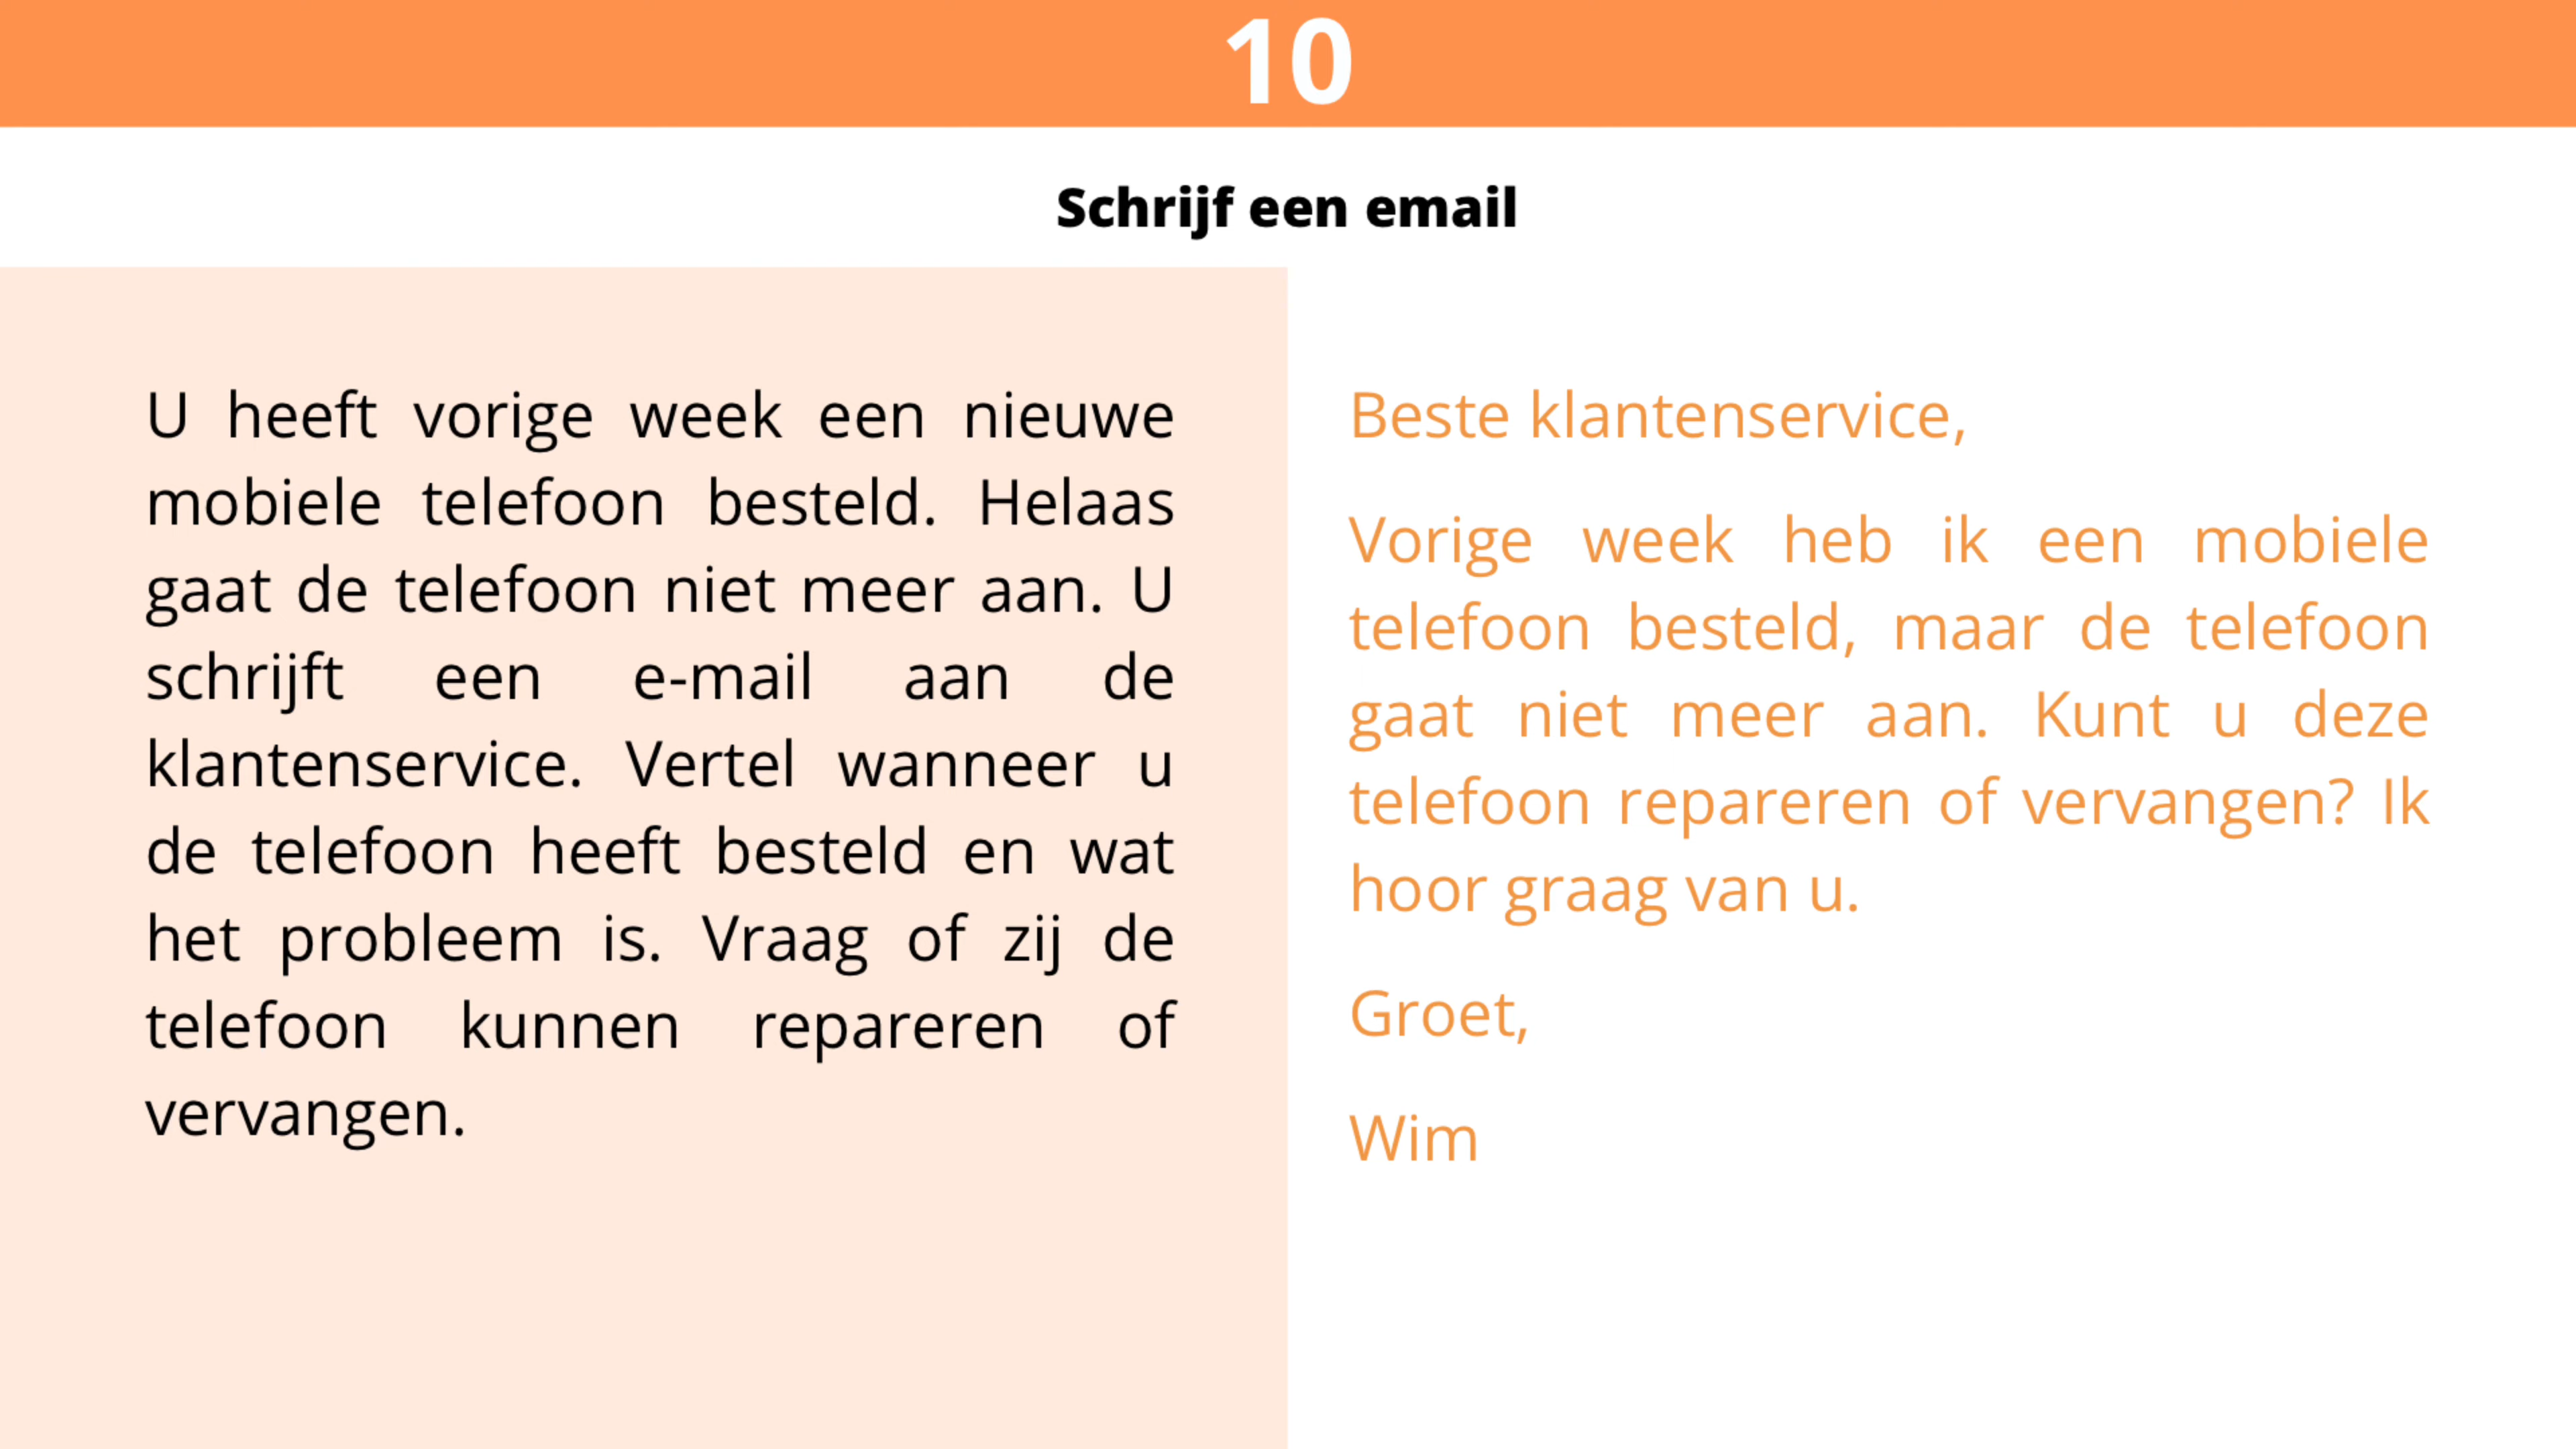 10
Schrijf een email
U heeft vorige week een nieuwe
mobiele telefoon besteld. Helaas
gaat de telefoon niet meer aan. U
schrijft een e-mail aan de
klantenservice. Vertel wanneer u
de telefoon heeft besteld en wat
het probleem is. Vraag of zij de
telefoon kunnen repareren of
vervangen.
Beste klantenservice,
Vorige week heb ik een mobiele
telefoon besteld, maar de telefoon
gaat niet meer aan. Kunt u deze
telefoon repareren of vervangen? Ik
hoor graag van u.
Groet,
Wim